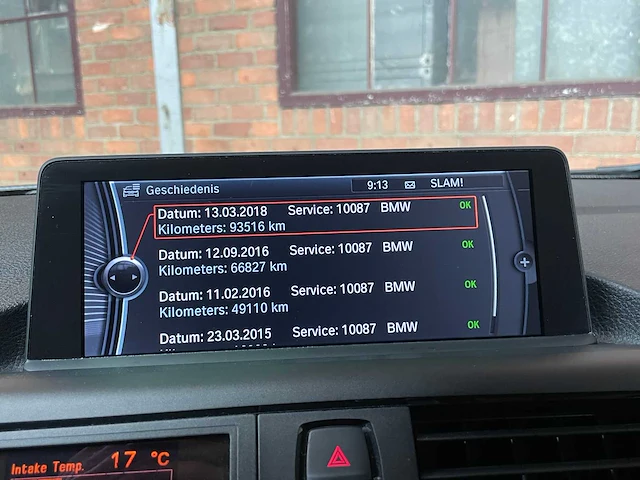 Geschiedenis 9:13 SLAM!
Datum: 13.03.2018 Service: 10087 BMW OK
Kilometers: 93516 km
Datum: 12.09.2016 Service: 10087 BMW OK
Kilometers: 66827 km
Datum: 11.02.2016 Service: 10087 BMW OK
Kilometers: 49110 km
Datum: 23.03.2015 Service: 10087 BMW OK
Intake Temp. 17 °C